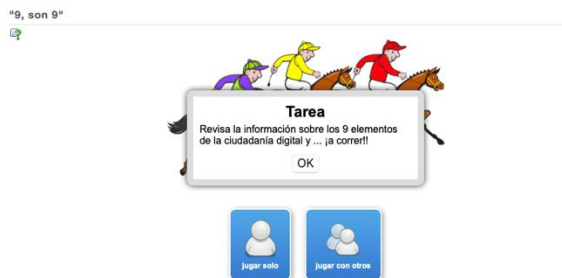 "9, son 9"
Tarea
Revisa la información sobre los 9 elementos
de la ciudadanía digital y ... ¡a correr!!
OK
jugar solo
jugar con otros